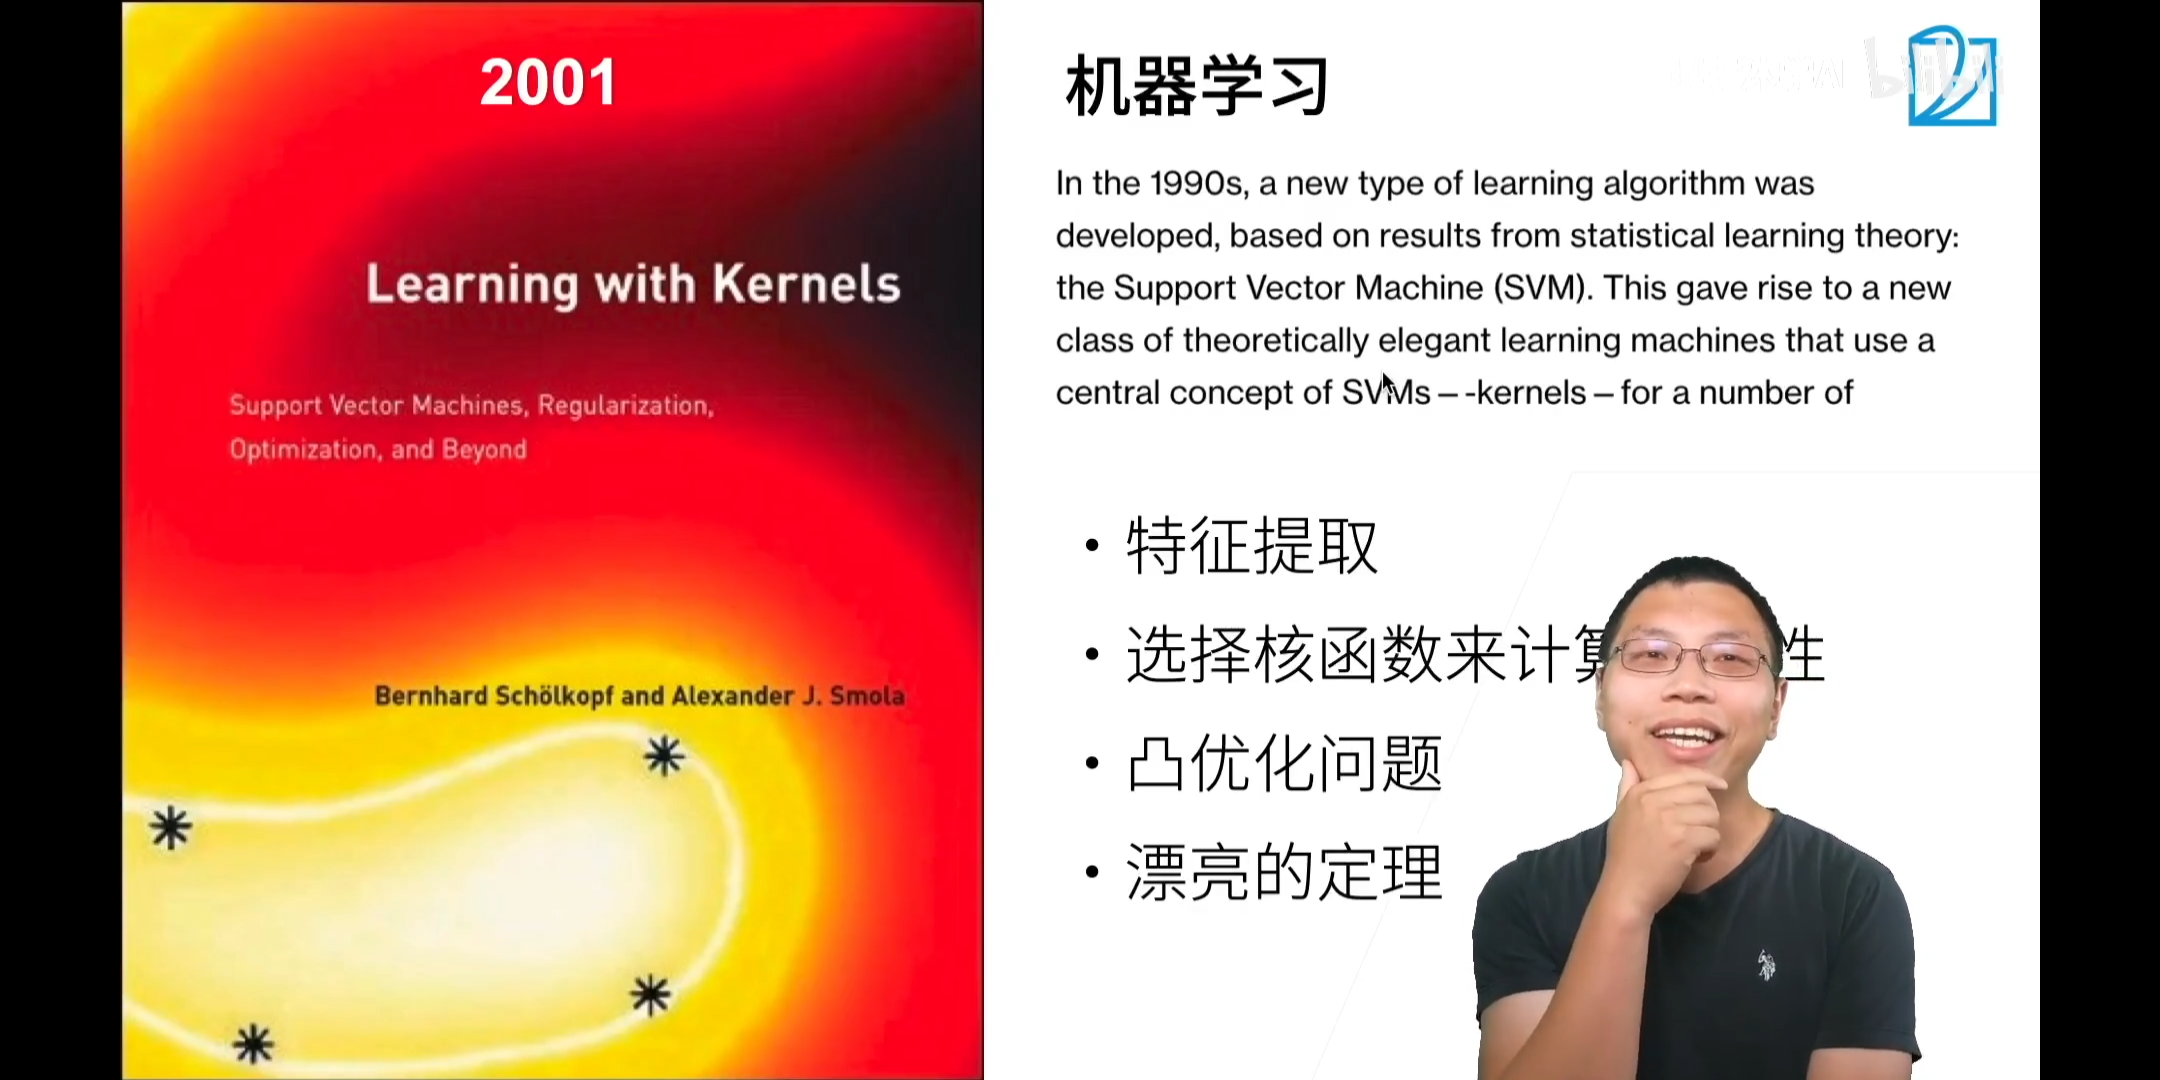 2001
Learning with Kernels
Support Vector Machines, Regularization,
Optimization, and Beyond
Bernhard Schölkopf and Alexander J. Smola
机器学习
bilibili
In the 1990s, a new type of learning algorithm was
developed, based on results from statistical learning theory:
the Support Vector Machine (SVM). This gave rise to a new
class of theoretically elegant learning machines that use a
central concept of SVMs – -kernels – for a number of
• 特征提取
• 选择核函数来计算 性
• 凸优化问题
• 漂亮的定理